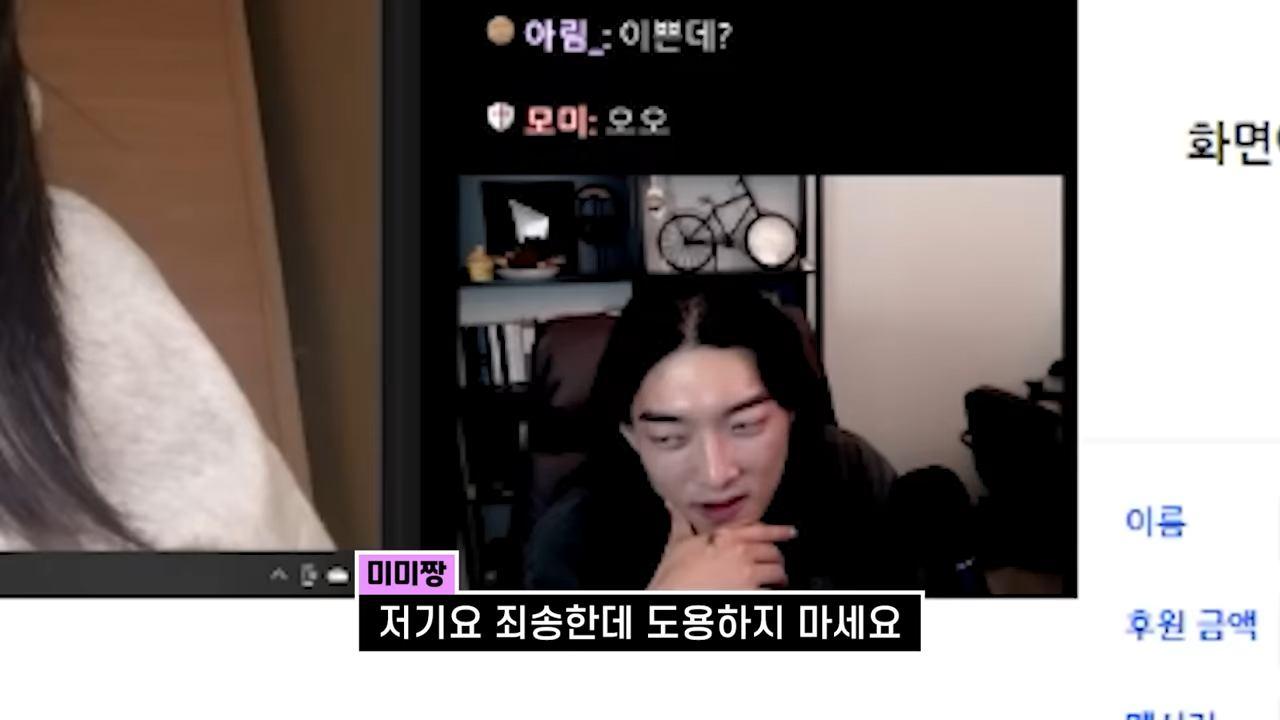 아림_: 이쁜데?
모미: 오오
화면
이름
후원 금액
미미짱
저기요 죄송한데 도용하지 마세요